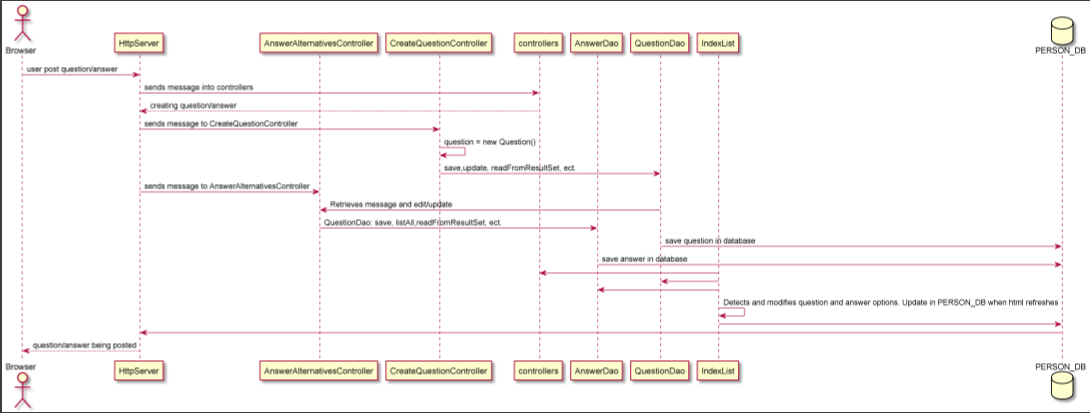 Browser
HttpServer
AnswerAlternativesController
CreateQuestionController
controllers
AnswerDao
QuestionDao
IndexList
PERSON_DB
user post question/answer
sends message into controllers
creating question/answer
sends message to CreateQuestionController
question = new Question()
save,update, readFromResultSet, ect.
sends message to AnswerAlternativesController
Retrieves message and edit/update
QuestionDao: save, listAll,readFromResultSet, ect.
save question in database
save answer in database
Detects and modifies question and answer options. Update in PERSON_DB when html refreshes
question/answer being posted
Browser
HttpServer
AnswerAlternativesController
CreateQuestionController
controllers
AnswerDao
QuestionDao
IndexList
PERSON_DB